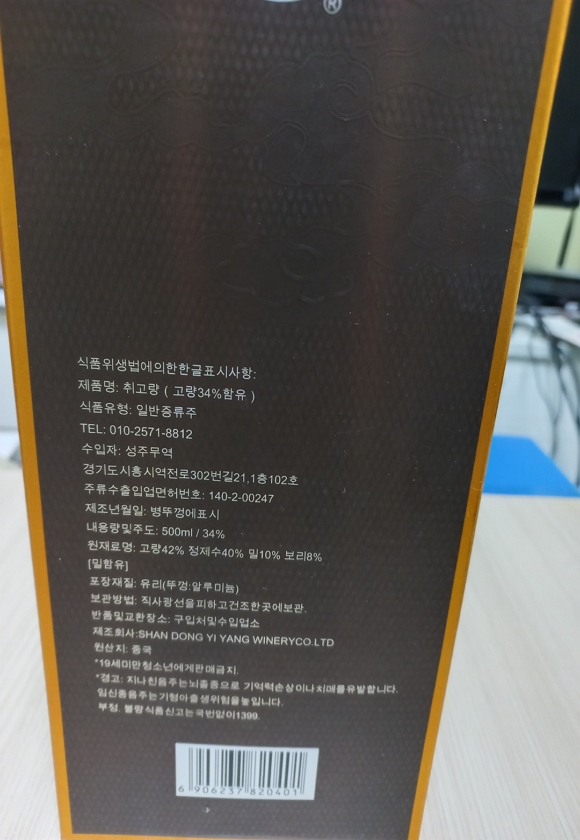 ®
식품위생법에의한한글표시사항:
제품명: 취고량 ( 고량34%함유 )
식품유형: 일반증류주
TEL: 010-2571-8812
수입자: 성주무역
경기도시흥시역전로302번길21,1층102호
주류수출입업면허번호: 140-2-00247
제조년월일: 병뚜껑에표시
내용량및주도: 500ml / 34%
원재료명: 고량42% 정제수40% 밀10% 보리8%
[밀함유]
포장재질: 유리(뚜껑:알루미늄)
보관방법: 직사광선을피하고건조한곳에보관.
반품및교환장소: 구입처및수입업소
제조회사:SHAN DONG YI YANG WINERYCO.LTD
원산지: 중국
*19세미만청소년에게판매금지.
*경고: 지나친음주는뇌졸중으로 기억력손상이나치매를유발합니다.
임신중음주는기형아출생위험을높입니다.
부정. 불량식품신고는국번없이1399.
6 906237 820401